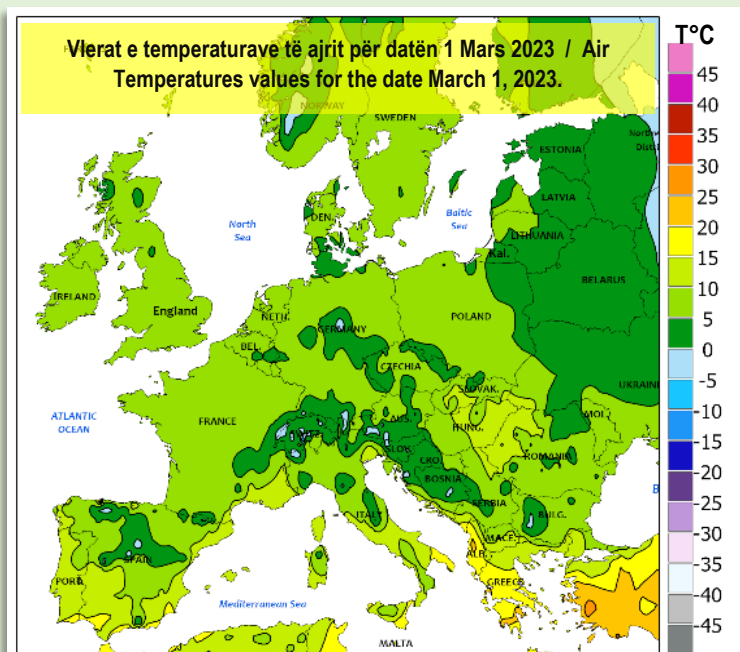 Vlerat e temperaturave të ajrit për datën 1 Mars 2023 / Air
Temperatures values for the date March 1, 2023.
T°C
45
40
35
30
25
20
15
10
5
0
-5
-10
-15
-20
-25
-30
-35
-40
-45
NORWAY
SWEDEN
ESTONIA
LATVIA
LITHUANIA
Kal.
BELARUS
DEN.
North
Sea
Baltic
Sea
IRELAND
England
NETH.
BEL.
GERMANY
POLAND
CZECHIA
SLOVAK.
UKRAIN
MOL.
ATLANTIC
OCEAN
FRANCE
SWITZ.
AUS.
HUNG.
SLOV.
CRO.
BOSNIA
ROMANIA
SERBIA
BULG.
ITALY
MACE.
ALB.
GREECE
PORT.
SPAIN
Mediterranean Sea
MALTA